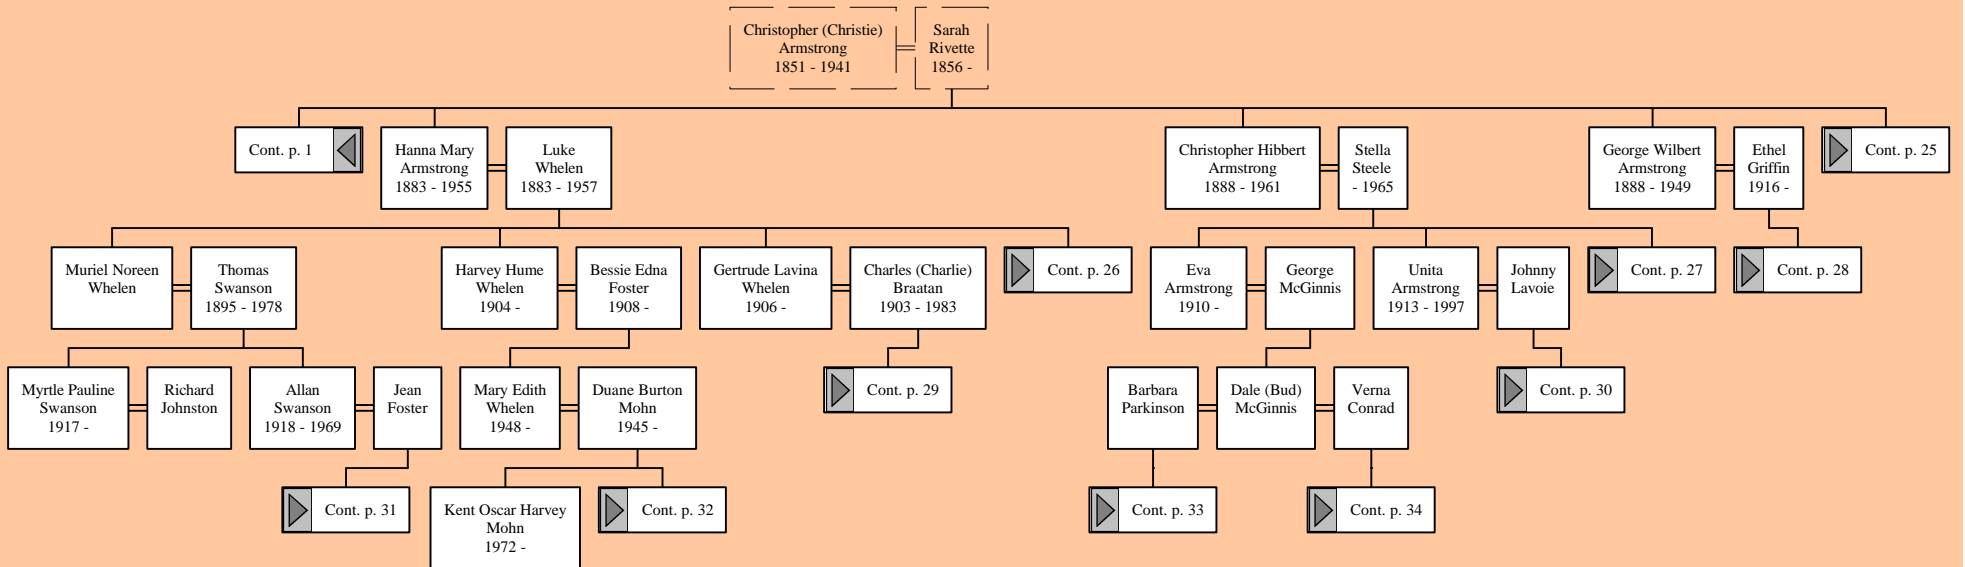 Christopher (Christie)
Armstrong
1851 - 1941
Sarah
Rivette
1856 -
Cont. p. 1
Hanna Mary
Armstrong
1883 - 1955
Luke
Whelen
1883 - 1957
Christopher Hibbert
Armstrong
1888 - 1961
Stella
Steele
- 1965
George Wilbert
Armstrong
1888 - 1949
Ethel
Griffin
1916 -
Cont. p. 25
Muriel Noreen
Whelen
Thomas
Swanson
1895 - 1978
Harvey Hume
Whelen
1904 -
Bessie Edna
Foster
1908 -
Gertrude Lavina
Whelen
1906 -
Charles (Charlie)
Braatan
1903 - 1983
Cont. p. 26
Eva
Armstrong
1910 -
George
McGinnis
Unita
Armstrong
1913 - 1997
Johnny
Lavoie
Cont. p. 27
Cont. p. 28
Myrtle Pauline
Swanson
1917 -
Richard
Johnston
Allan
Swanson
1918 - 1969
Jean
Foster
Mary Edith
Whelen
1948 -
Duane Burton
Mohn
1945 -
Cont. p. 29
Barbara
Parkinson
Dale (Bud)
McGinnis
Verna
Conrad
Cont. p. 30
Cont. p. 31
Kent Oscar Harvey
Mohn
1972 -
Cont. p. 32
Cont. p. 33
Cont. p. 34